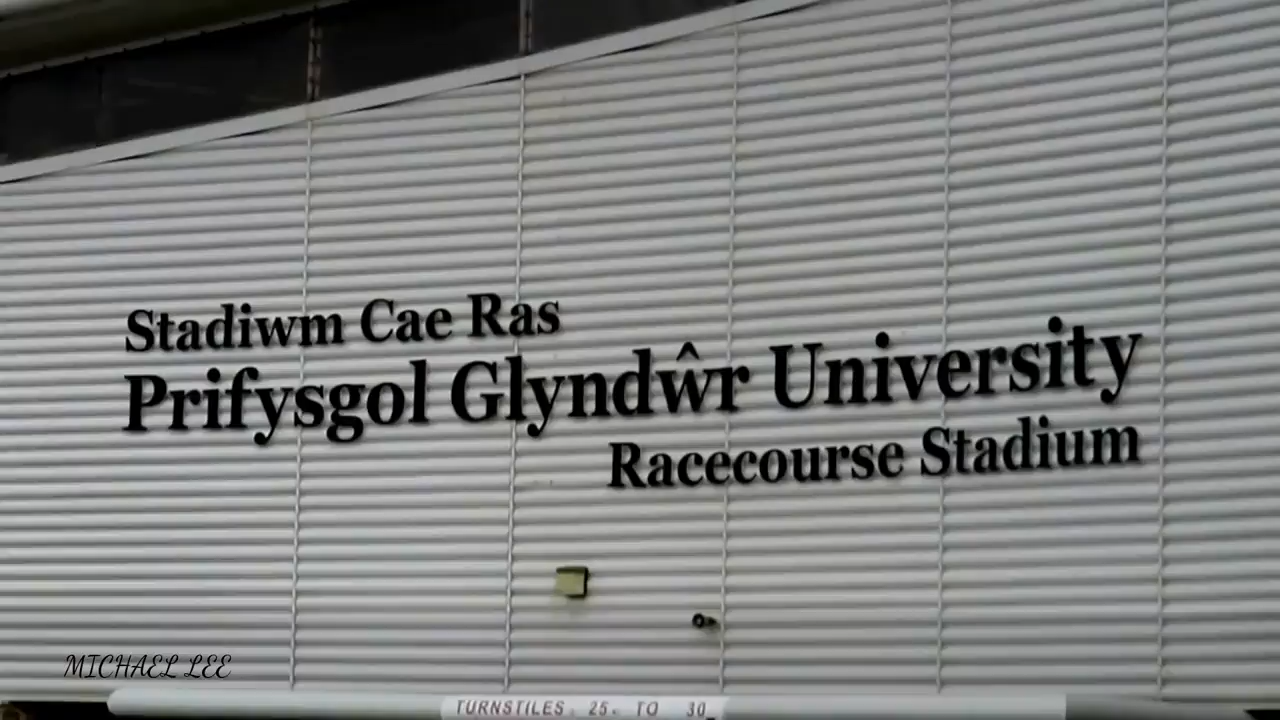 Stadiwm Cae Ras
Prifysgol Glyndŵr University
Racecourse Stadium
MICHAEL LEE
TURNSTILES 25 TO 30